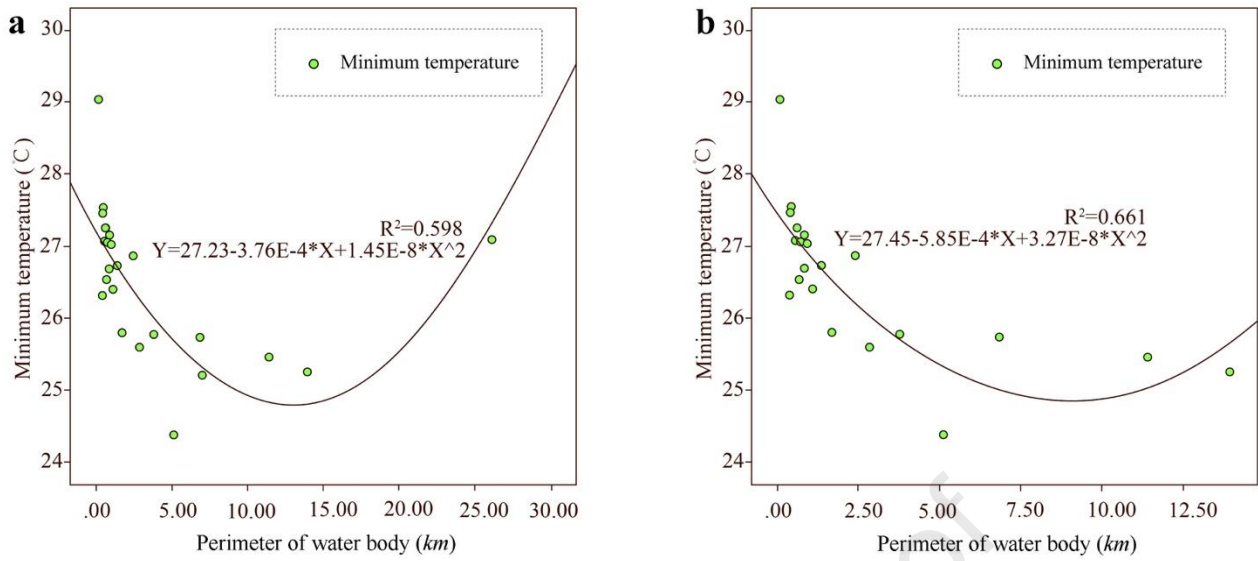 a
Minimum temperature
Minimum temperature (°C)
30
29
28
27
26
25
24
R²=0.598
Y=27.23-3.76E-4*X+1.45E-8*X^2
.00 5.00 10.00 15.00 20.00 25.00 30.00
Perimeter of water body (km)
b
Minimum temperature
Minimum temperature (°C)
30
29
28
27
26
25
24
R²=0.661
Y=27.45-5.85E-4*X+3.27E-8*X^2
.00 2.50 5.00 7.50 10.00 12.50
Perimeter of water body (km)